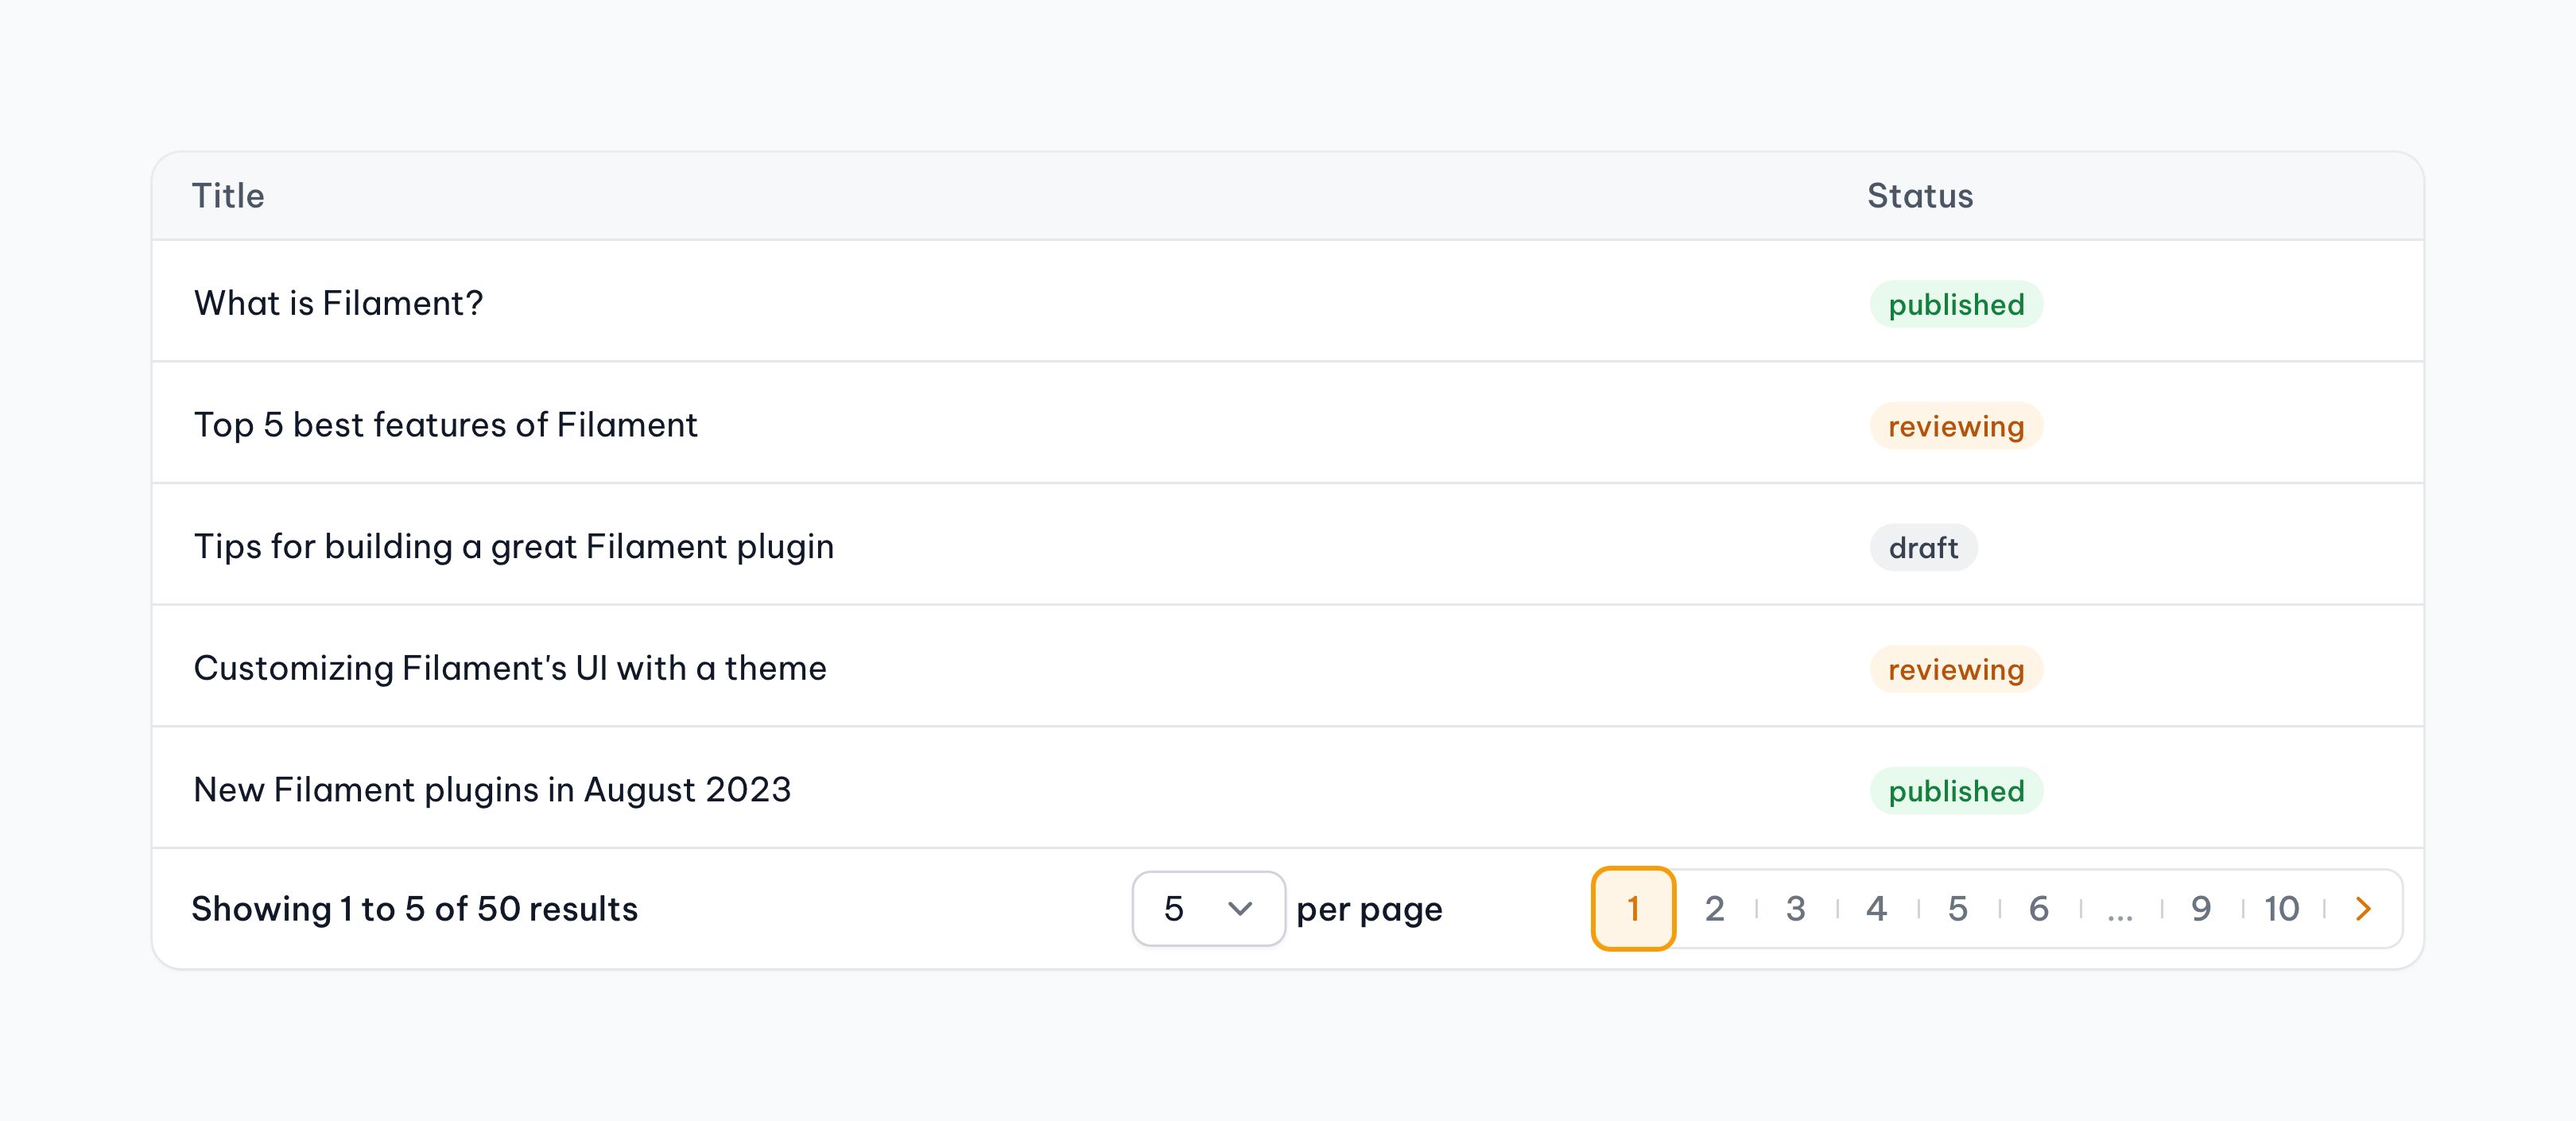 Title Status
What is Filament? published
Top 5 best features of Filament reviewing
Tips for building a great Filament plugin draft
Customizing Filament's UI with a theme reviewing
New Filament plugins in August 2023 published
Showing 1 to 5 of 50 results 5 per page 1 2 3 4 5 6 ... 9 10